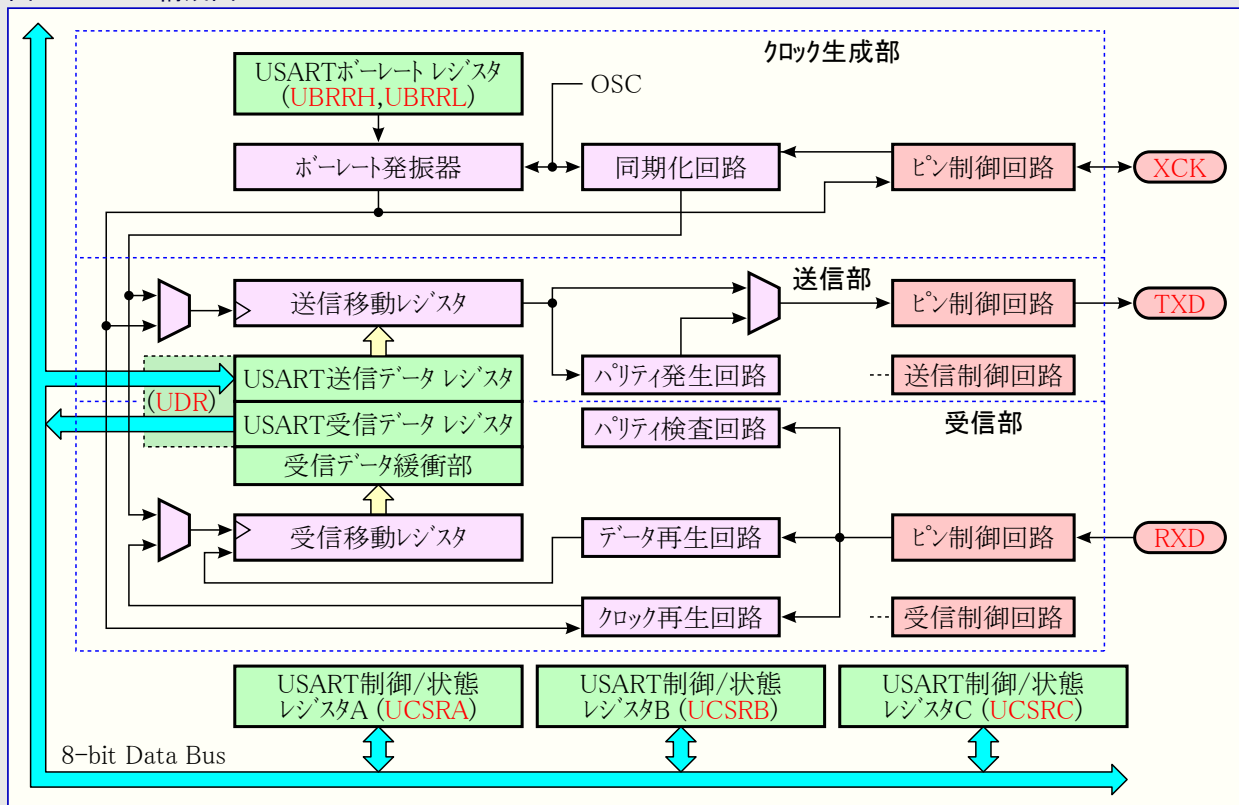 クロック生成部
USARTボーレート レジスタ
(UBRRH,UBRRL)
OSC
ボーレート発振器
同期化回路
ピン制御回路
XCK
送信部
送信移動レジスタ
ピン制御回路
TXD
USART送信データ レジスタ
パリティ発生回路
送信制御回路
(UDR)
USART受信データ レジスタ
パリティ検査回路
受信部
受信データ緩衝部
受信移動レジスタ
データ再生回路
ピン制御回路
RXD
クロック再生回路
受信制御回路
USART制御/状態
レジスタA (UCSRA)
USART制御/状態
レジスタB (UCSRB)
USART制御/状態
レジスタC (UCSRC)
8-bit Data Bus